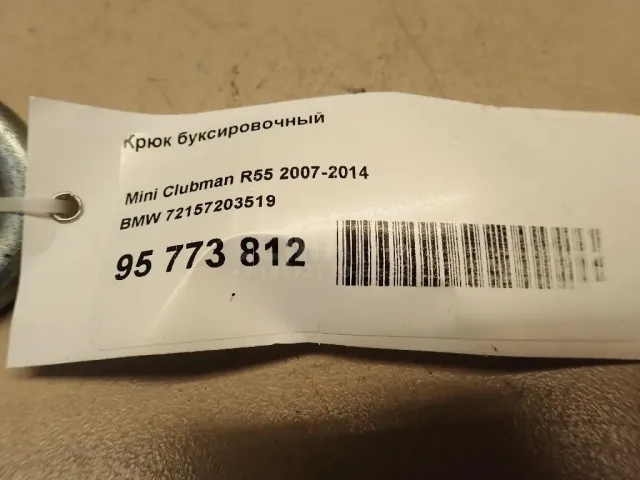 Крюк буксировочный
Mini Clubman R55 2007-2014
BMW 72157203519
95 773 812